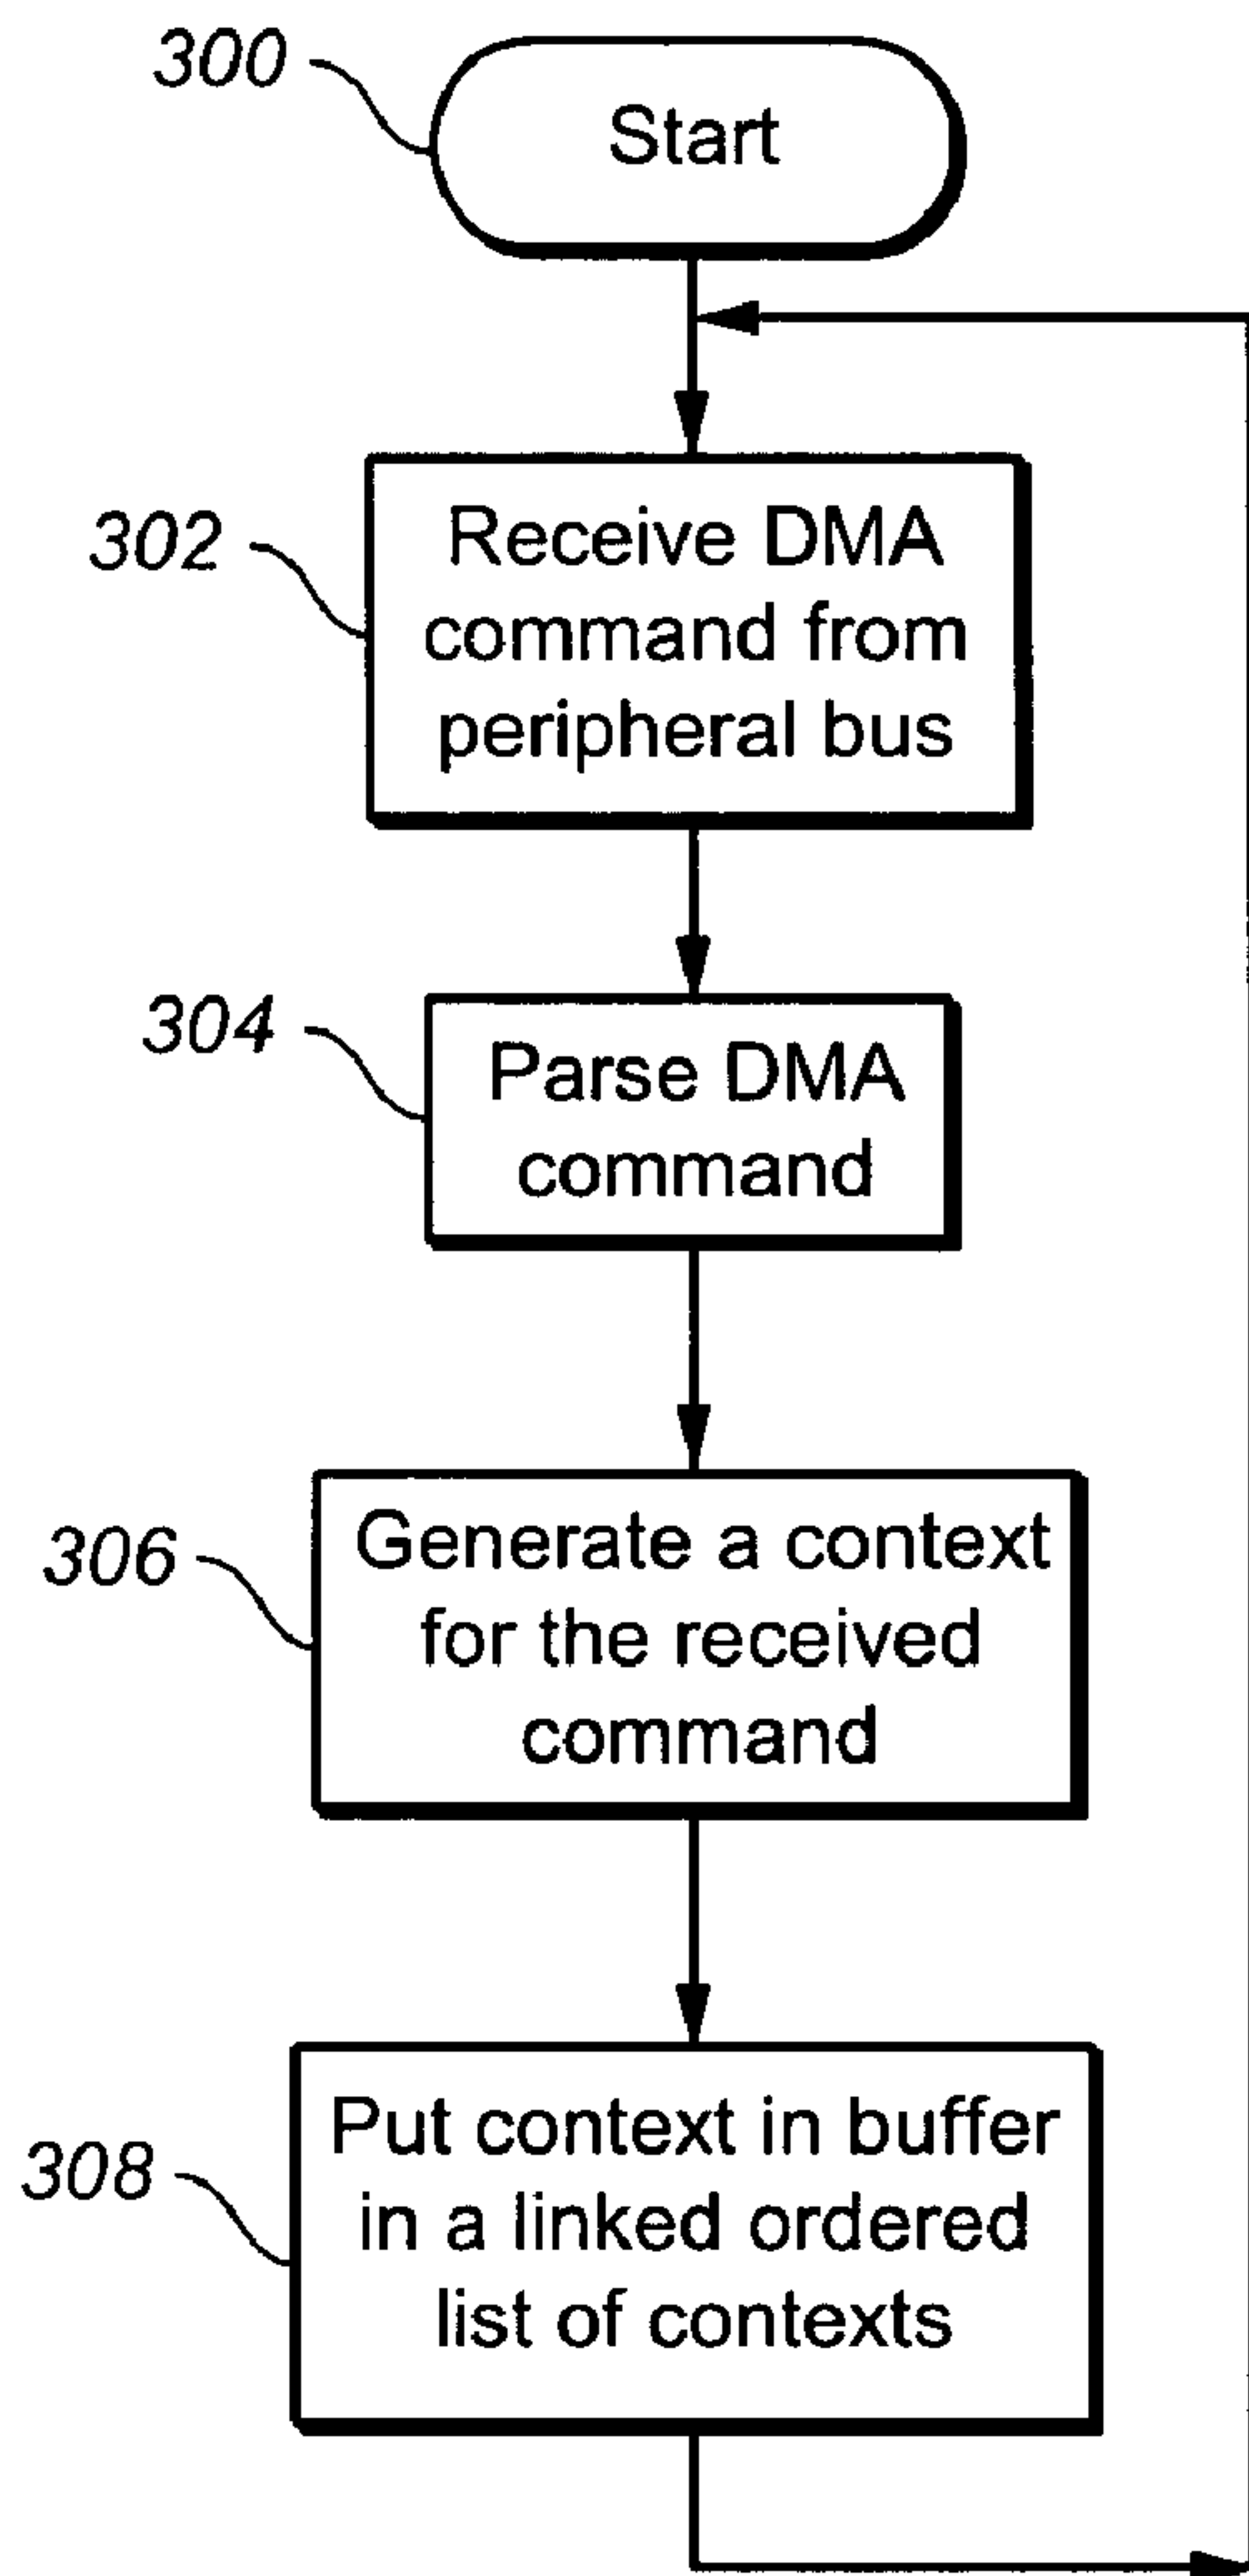 300
Start
302
Receive DMA
command from
peripheral bus
304
Parse DMA
command
306
Generate a context
for the received
command
308
Put context in buffer
in a linked ordered
list of contexts